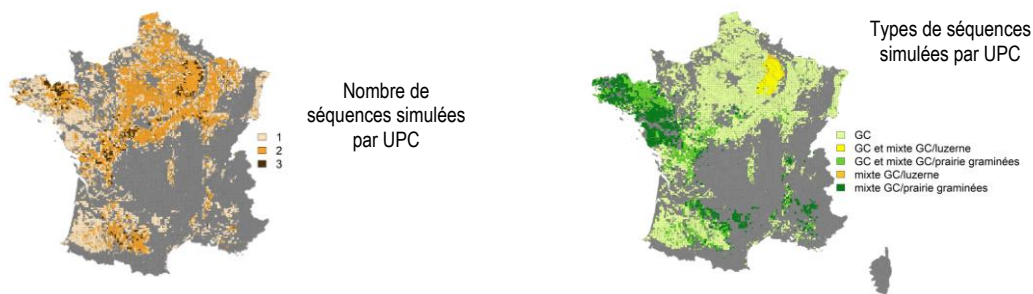 Nombre de
séquences simulées
par UPC
1
2
3
Types de séquences
simulées par UPC
GC
GC et mixte GC/luzerne
GC et mixte GC/prairie graminées
mixte GC/luzerne
mixte GC/prairie graminées